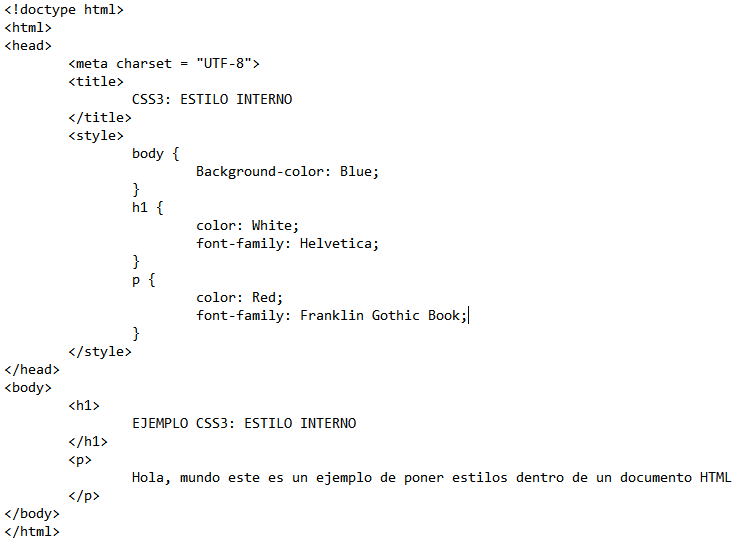 <!doctype html>
<html>
<head>
	<meta charset = "UTF-8">
	<title>
		CSS3: ESTILO INTERNO
	</title>
	<style>
		body {
			Background-color: Blue;
		}
		h1 {
			color: White;
			font-family: Helvetica;
		}
		p {
			color: Red;
			font-family: Franklin Gothic Book;
		}
	</style>
</head>
<body>
	<h1>
		EJEMPLO CSS3: ESTILO INTERNO
	</h1>
	<p>
		Hola, mundo este es un ejemplo de poner estilos dentro de un documento HTML
	</p>
</body>
</html>